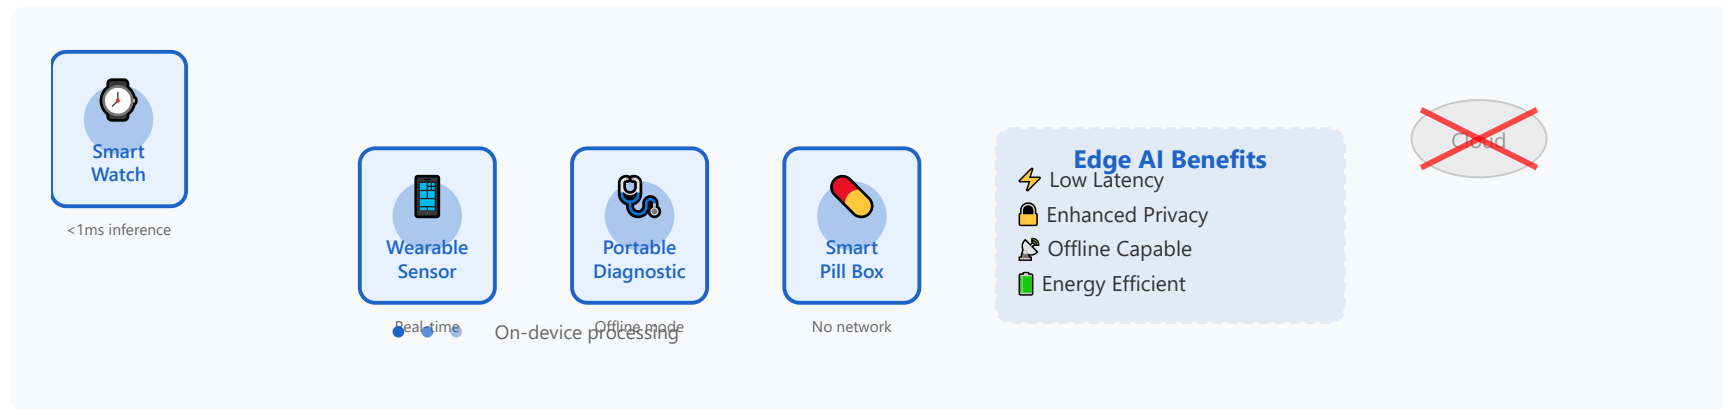 Smart
Watch
<1ms inference
Wearable
Sensor
Real-time
Portable
Diagnostic
Offline mode
Smart
Pill Box
No network
On-device processing
Edge AI Benefits
Low Latency
Enhanced Privacy
Offline Capable
Energy Efficient
Cloud